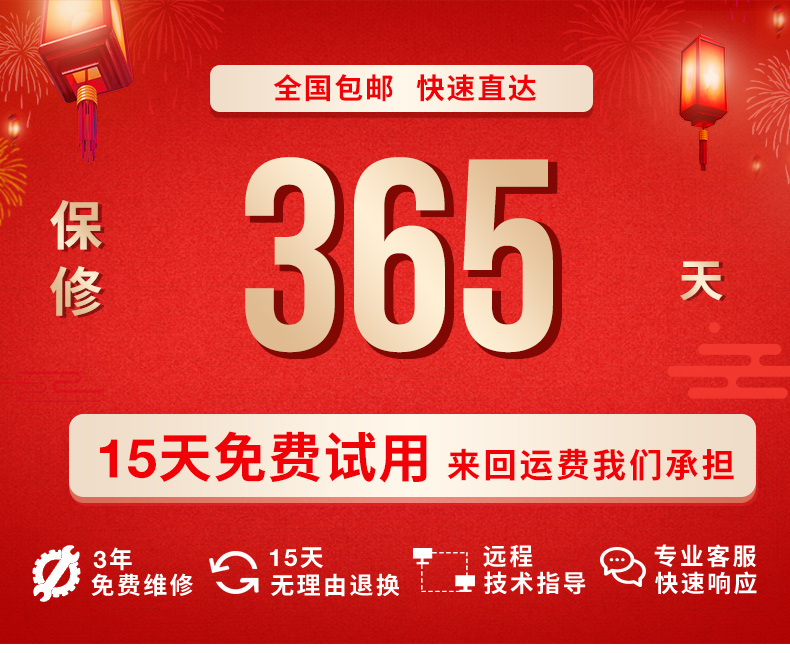 全国包邮 快速直达
保修
365
天
15天免费试用 来回运费我们承担
3年
免费维修
15天
无理由退换
远程
技术指导
专业客服
快速响应